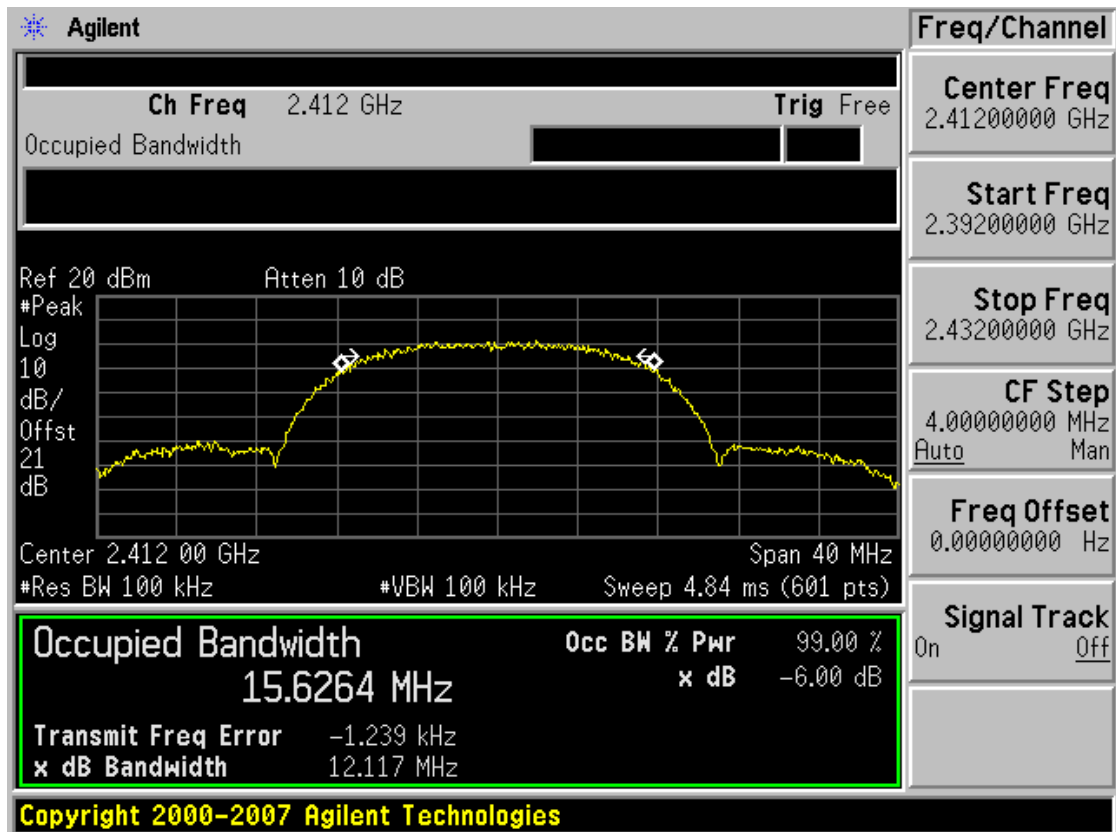 Agilent
Ch Freq 2.412 GHz Trig Free
Occupied Bandwidth
Ref 20 dBm Atten 10 dB
#Peak
Log
10
dB/
Offst
21
dB
Center 2.412 00 GHz Span 40 MHz
#Res BW 100 kHz #VBW 100 kHz Sweep 4.84 ms (601 pts)
Occupied Bandwidth Occ BW % Pwr 99.00 %
15.6264 MHz x dB -6.00 dB
Transmit Freq Error -1.239 kHz
x dB Bandwidth 12.117 MHz
Copyright 2000-2007 Agilent Technologies
Freq/Channel
Center Freq
2.41200000 GHz
Start Freq
2.39200000 GHz
Stop Freq
2.43200000 GHz
CF Step
4.00000000 MHz
Auto Man
Freq Offset
0.00000000 Hz
Signal Track
On Off